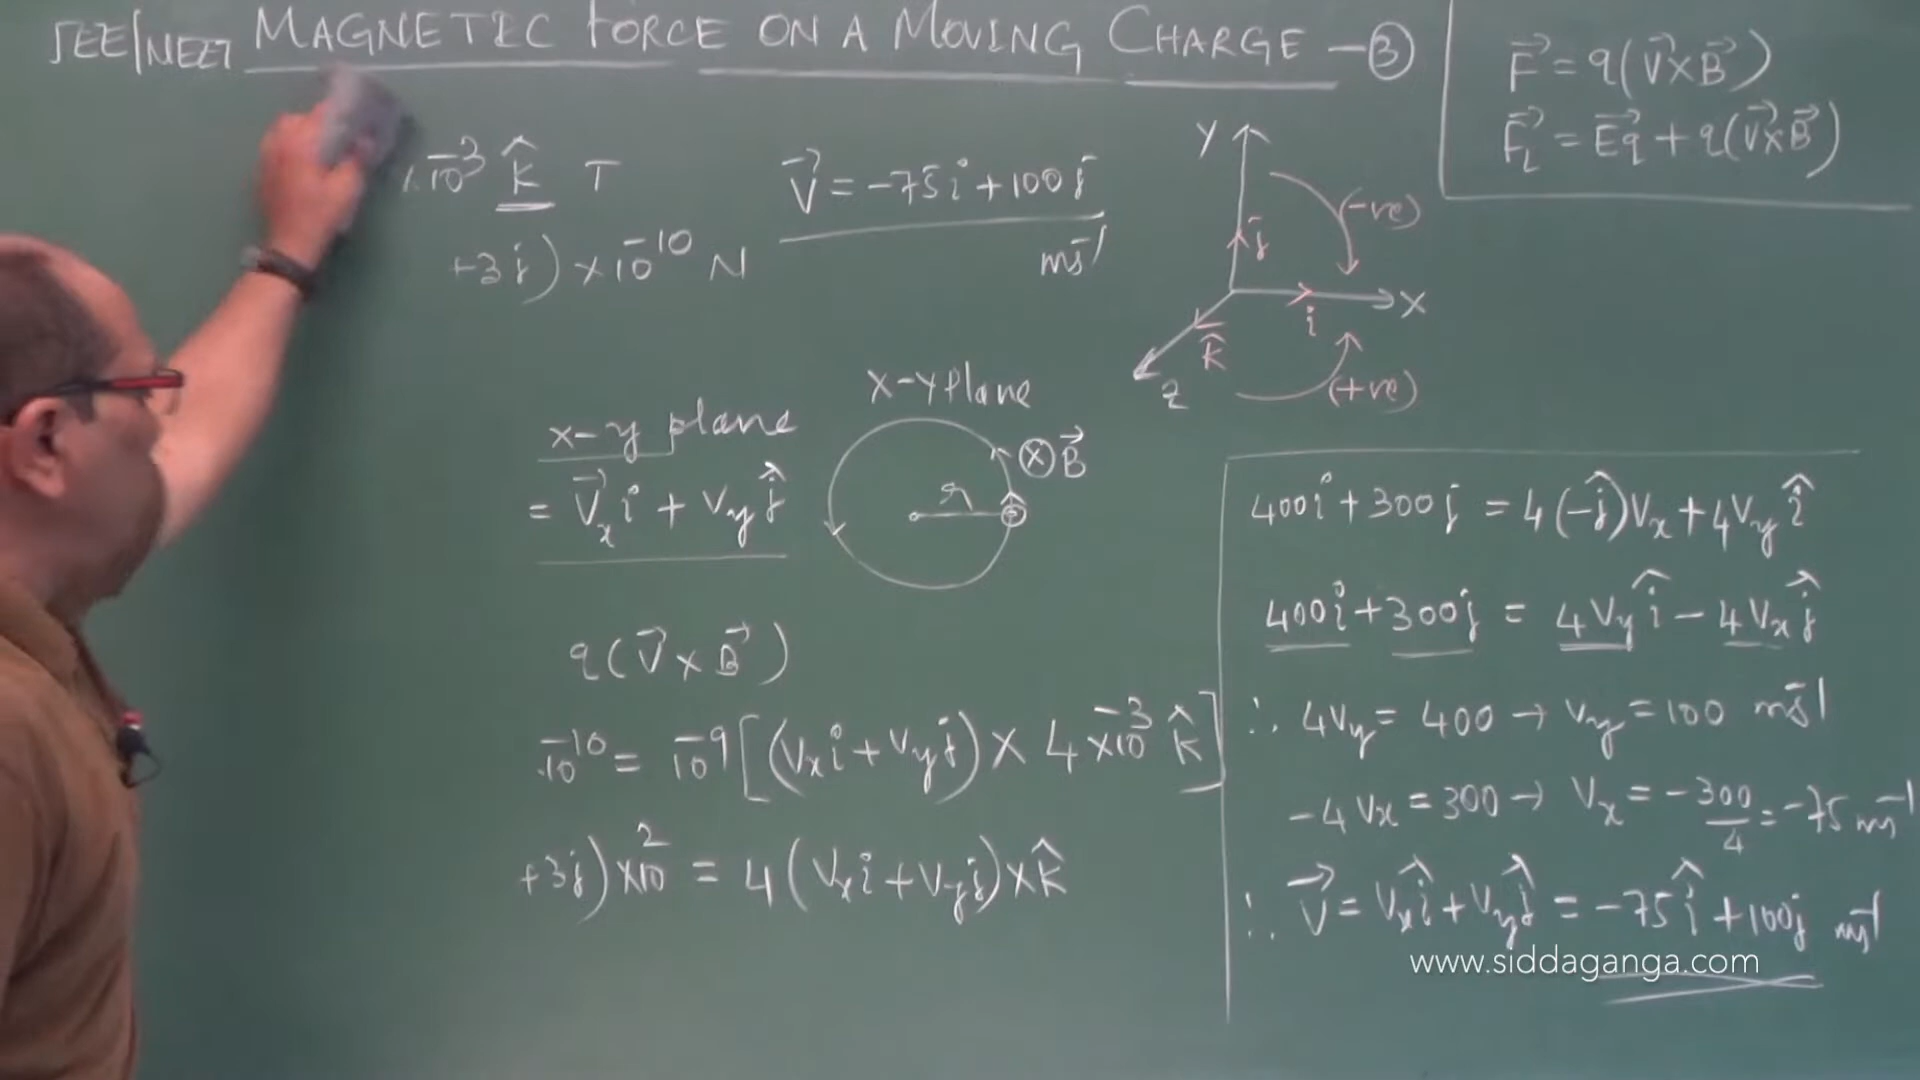 JEE/NEET MAGNETIC FORCE ON A MOVING CHARGE – ③
F⃗ = q(V⃗×B⃗)
F⃗L = E⃗q + q(V⃗×B⃗)
×10⁻³ k̂ T
+3j) × 10⁻¹⁰ N
V⃗ = -75i + 100j
ms⁻¹
Y
(-ve)
j
X
i
k̂
Z
(+ve)
x-y plane
= V⃗x i + Vy ĵ
X-Y Plane
⊗ B⃗
r
q(V⃗ × B⃗)
10⁻¹⁰ = 10⁻⁹ [(Vx i + Vy j) × 4 × 10⁻³ k̂]
+3j) × 10² = 4 (Vx i + Vy j) × k̂
400i + 300j = 4(-ĵ)Vx + 4Vy î
400i + 300j = 4Vy î - 4Vx ĵ
∴ 4Vy = 400 → Vy = 100 ms⁻¹
-4Vx = 300 → Vx = -300/4 = -75 ms⁻¹
∴ V⃗ = Vx î + Vy ĵ = -75 î + 100j ms⁻¹
www.siddaganga.com